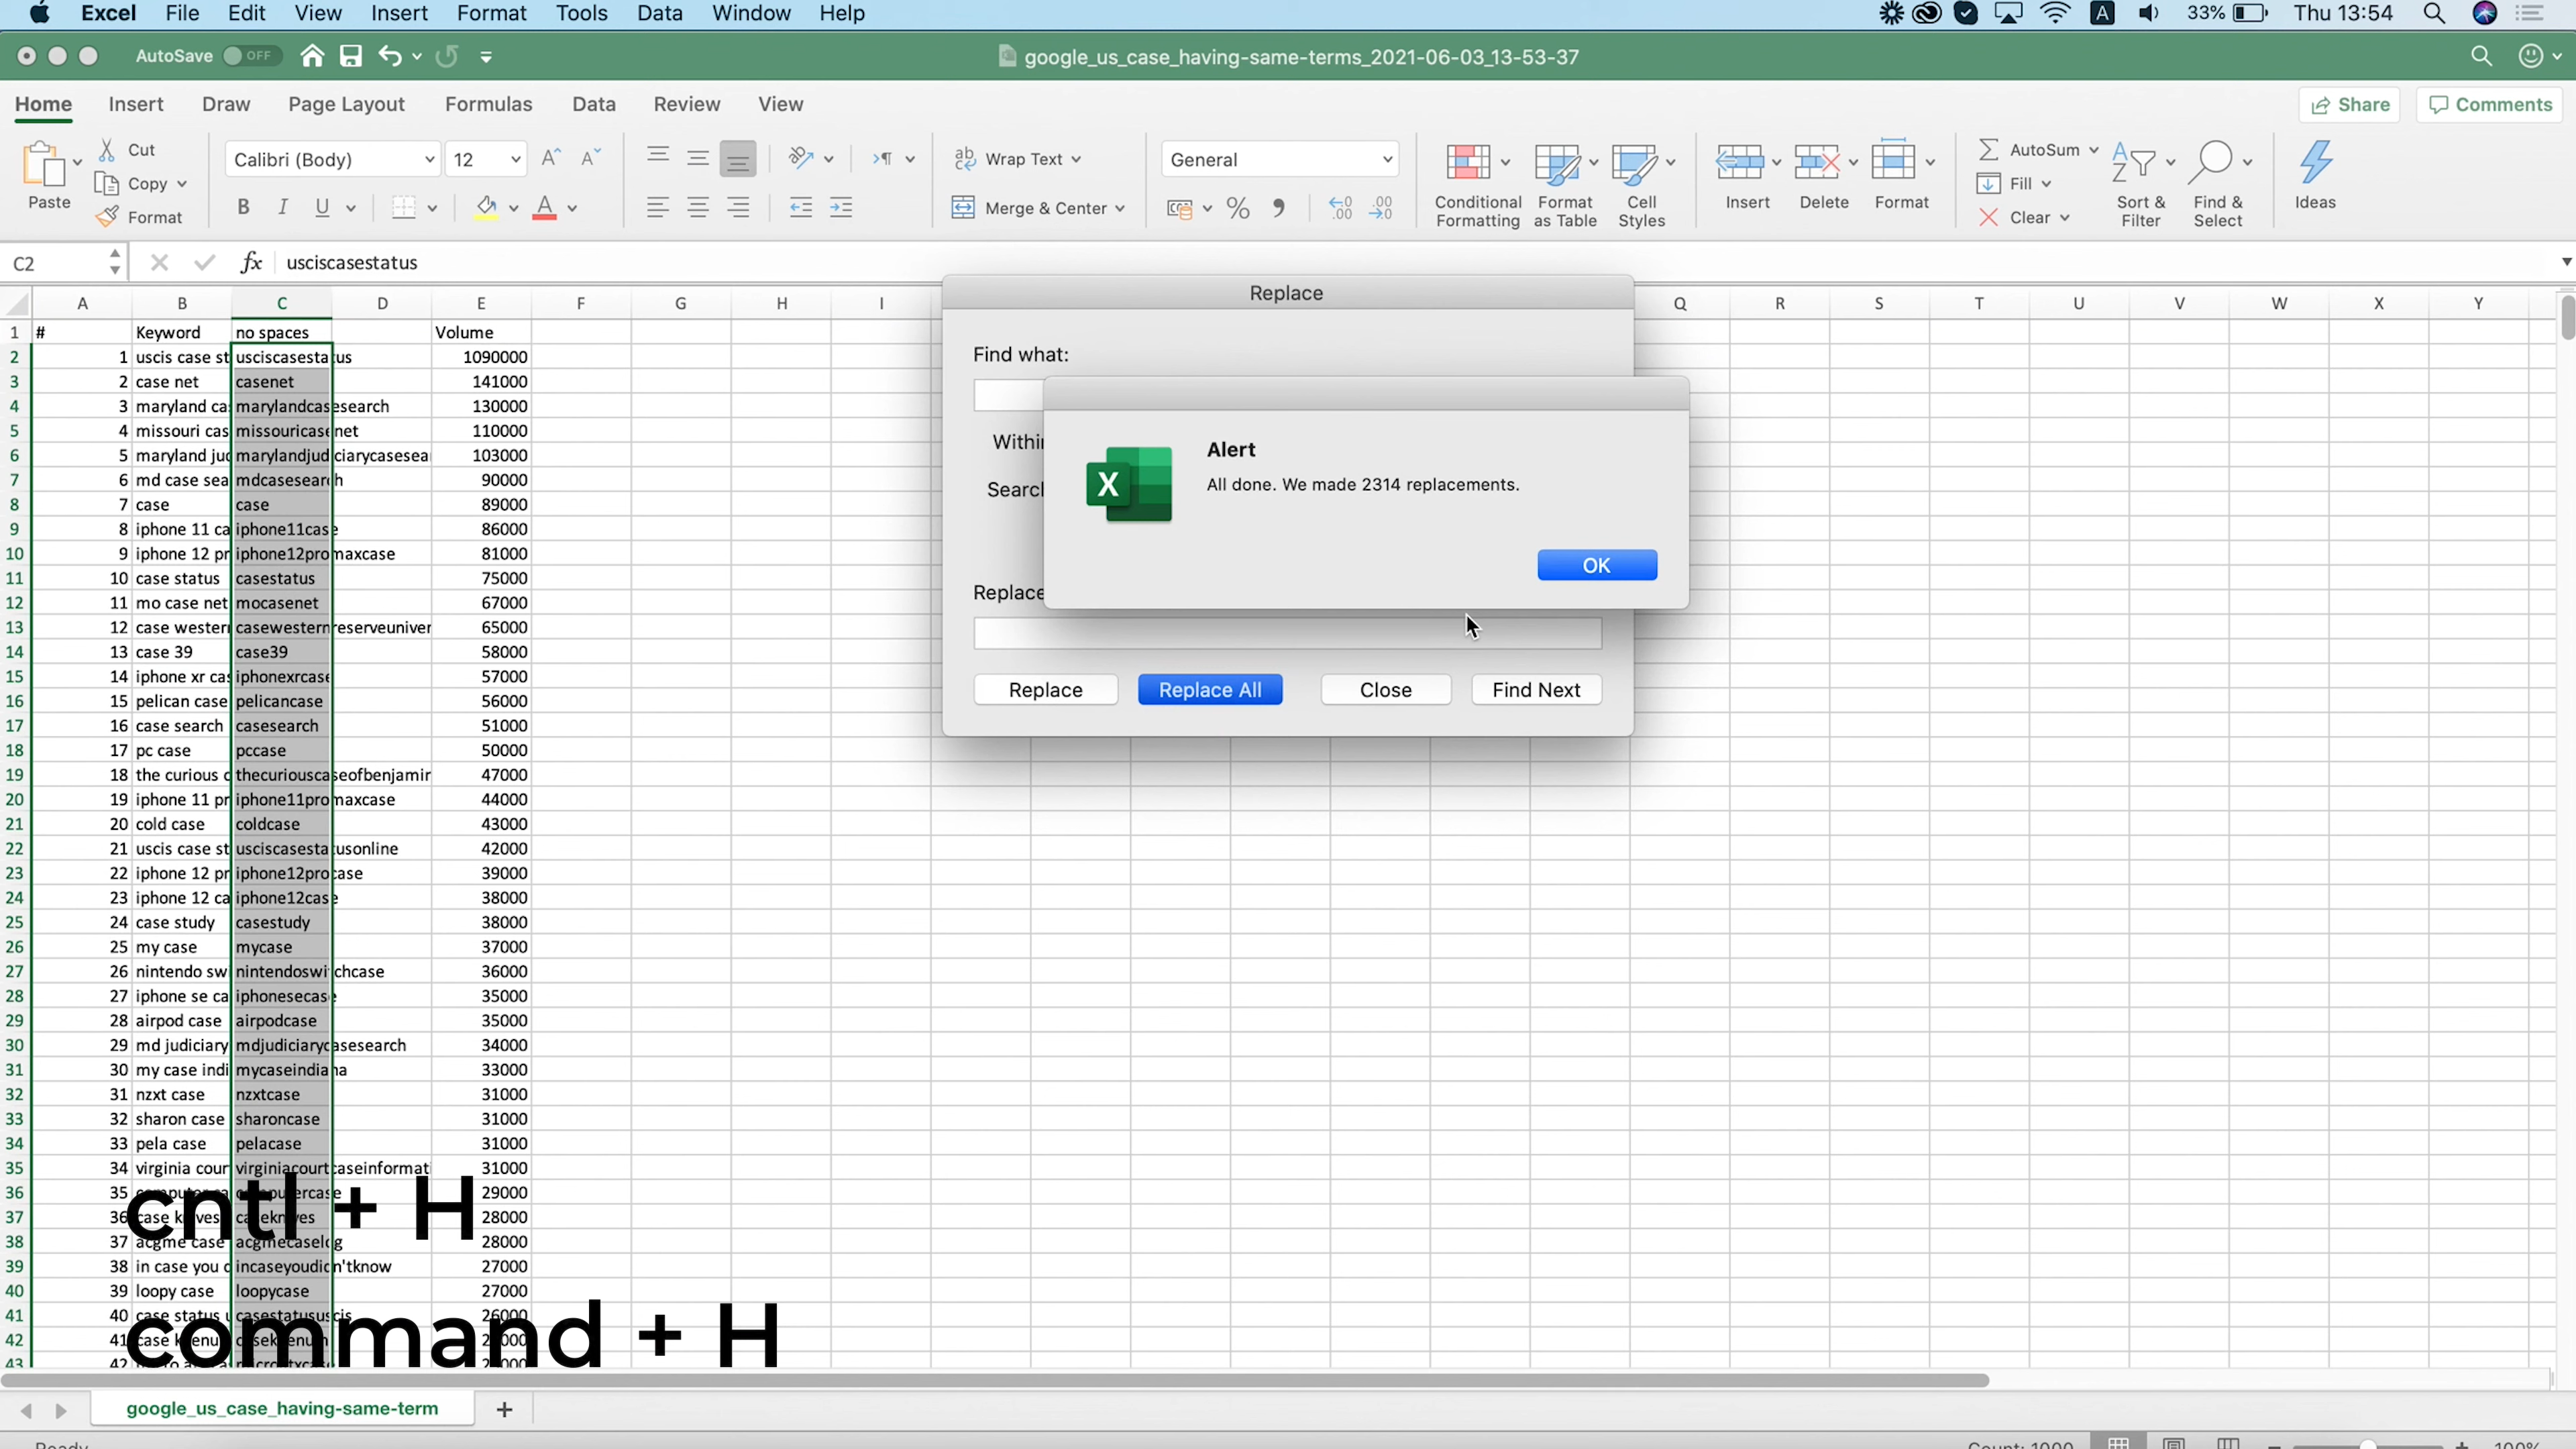 Excel File Edit View Insert Format Tools Data Window Help 33% Thu 13:54
AutoSave OFF google_us_case_having-same-terms_2021-06-03_13-53-37
Home Insert Draw Page Layout Formulas Data Review View Share Comments
Paste Cut Copy Format
Calibri (Body) 12
B I U
Wrap Text
Merge & Center
General
Conditional Formatting
Format as Table
Cell Styles
Insert Delete Format
AutoSum
Fill
Clear
Sort & Filter
Find & Select
Ideas
C2 fx usciscasestatus
A B C D E F G H I Q R S T U V W X Y
1 # Keyword no spaces Volume
2 1 uscis case st usciscasestatus 1090000
3 2 case net casenet 141000
4 3 maryland ca marylandcasesearch 130000
5 4 missouri cas missouricasenet 110000
6 5 maryland jud marylandjudiciarycasesea 103000
7 6 md case sea mdcasesearch 90000
8 7 case case 89000
9 8 iphone 11 ca iphone11case 86000
10 9 iphone 12 pr iphone12promaxcase 81000
11 10 case status casestatus 75000
12 11 mo case net mocasenet 67000
13 12 case western casewesternreserveuniver 65000
14 13 case 39 case39 58000
15 14 iphone xr cas iphonexrcase 57000
16 15 pelican case pelicancase 56000
17 16 case search casesearch 51000
18 17 pc case pccase 50000
19 18 the curious c thecuriouscaseofbenjamin 47000
20 19 iphone 11 pr iphone11promaxcase 44000
21 20 cold case coldcase 43000
22 21 uscis case st usciscasestatusonline 42000
23 22 iphone 12 pr iphone12procase 39000
24 23 iphone 12 ca iphone12case 38000
25 24 case study casestudy 38000
26 25 my case mycase 37000
27 26 nintendo sw nintendoswitchcase 36000
28 27 iphone se ca iphonesecase 35000
29 28 airpod case airpodcase 35000
30 29 md judiciary mdjudiciarycasesearch 34000
31 30 my case indi mycaseindiana 33000
32 31 nzxt case nzxtcase 31000
33 32 sharon case sharoncase 31000
34 33 pela case pelacase 31000
35 34 virginia cour virginiacourtcaseinformati 31000
36 35 29000
37 36 28000
38 37 acgme case acgmecaselog 28000
39 38 in case you d incaseyoudidn'tknow 27000
40 39 loopy case loopycase 27000
41 40 case status u casestatususcis 26000
42 41
43 42
cntl + H
command + H
Replace
Find what:
Within
Search
Replace
Replace Replace All Close Find Next
Alert
All done. We made 2314 replacements.
OK
google_us_case_having-same-term +
Ready Count: 1000 100%